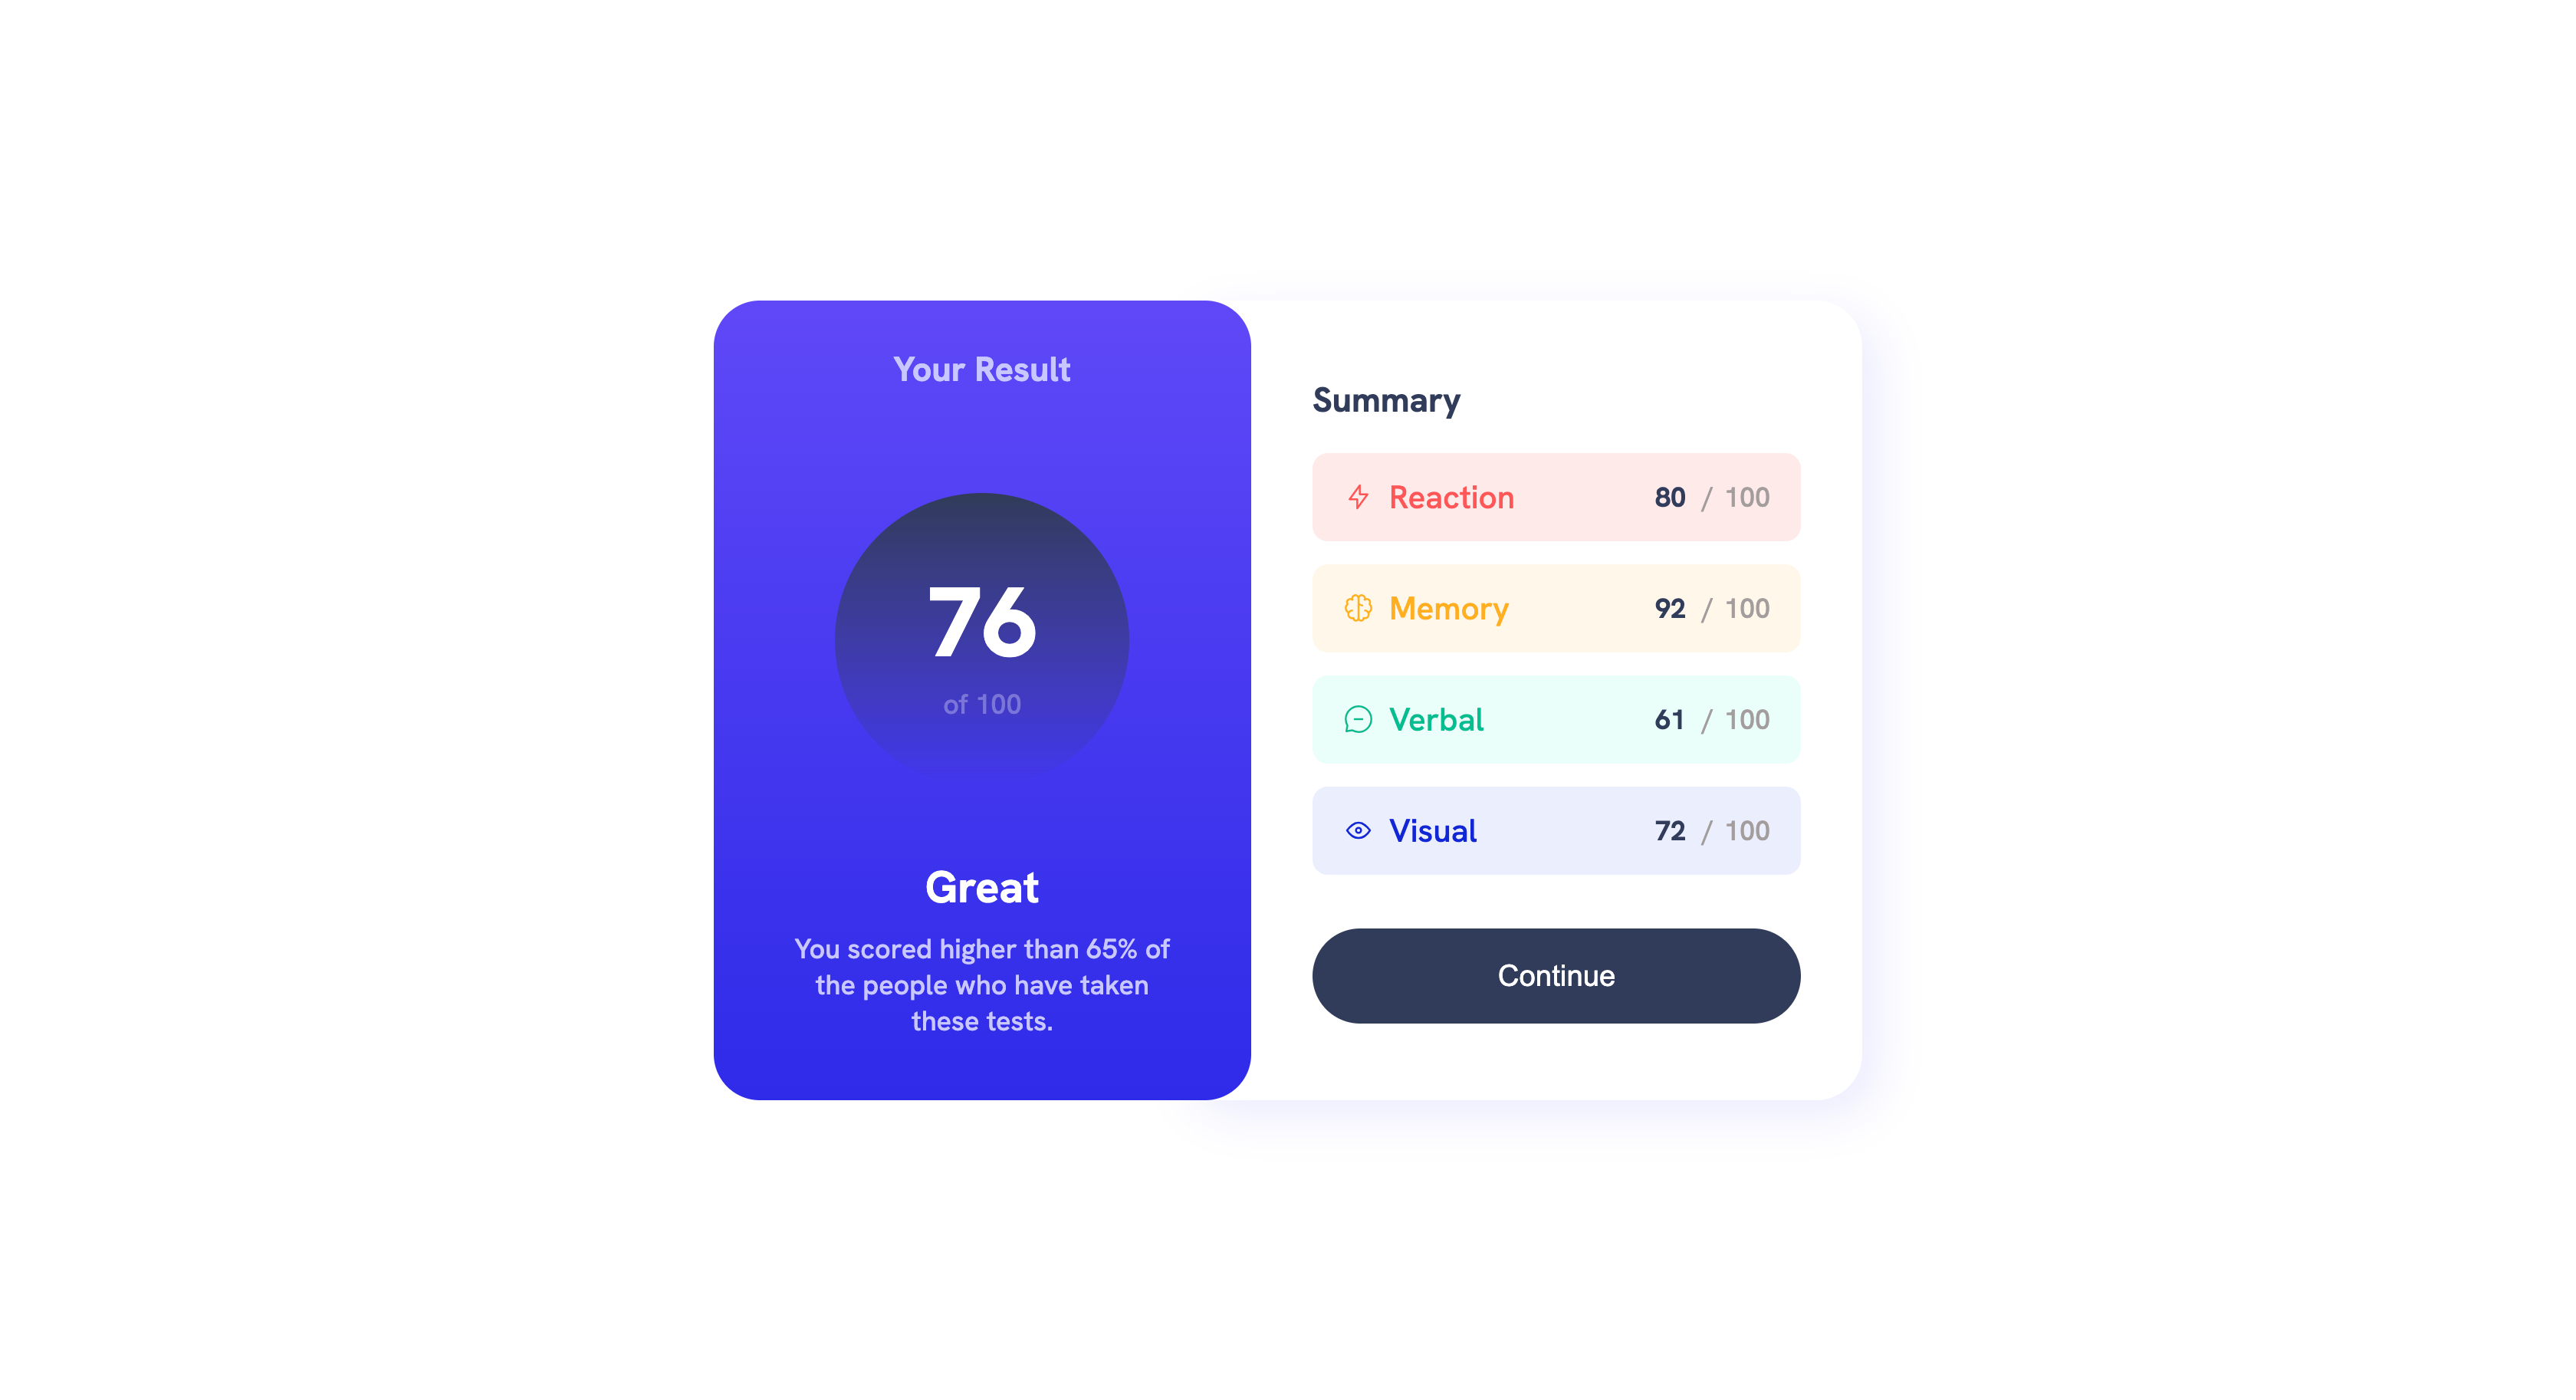 Your Result
76
of 100
Great
You scored higher than 65% of
the people who have taken
these tests.
Summary
Reaction 80 / 100
Memory 92 / 100
Verbal 61 / 100
Visual 72 / 100
Continue